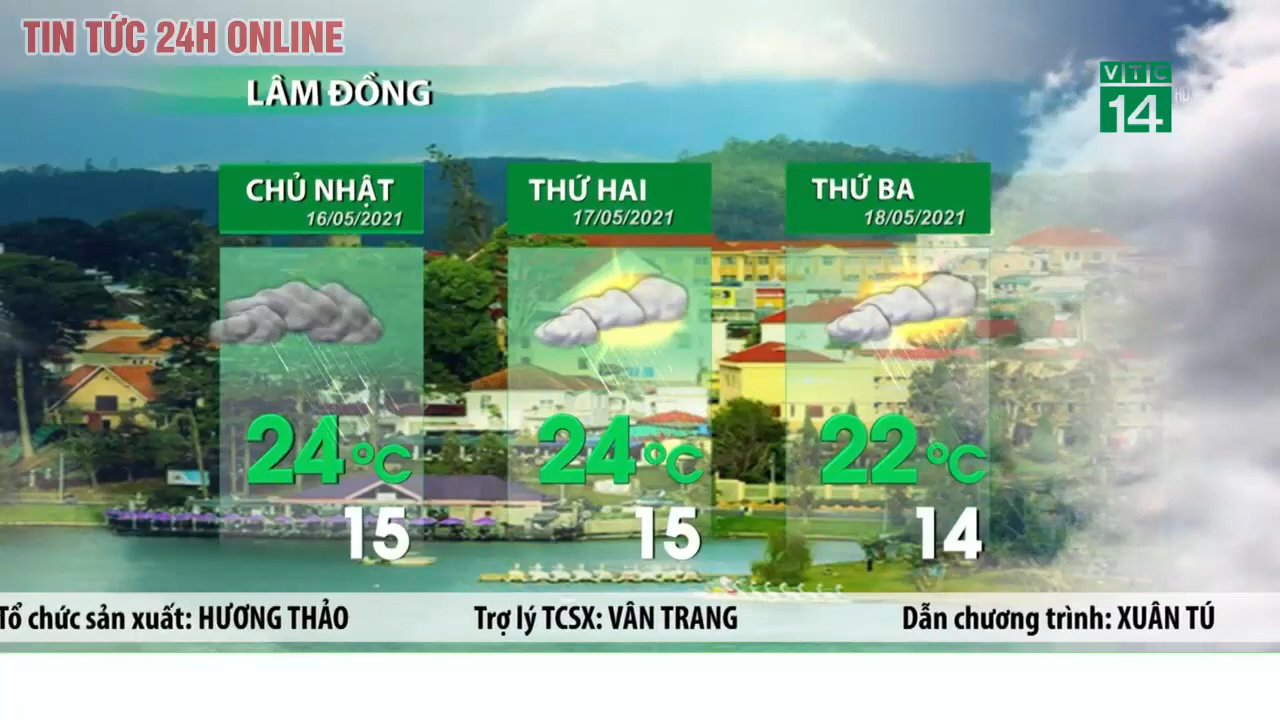 TIN TỨC 24H ONLINE
LÂM ĐỒNG
VTC
14
HD
CHỦ NHẬT
16/05/2021
THỨ HAI
17/05/2021
THỨ BA
18/05/2021
24°C
24°C
22°C
15
15
14
Tổ chức sản xuất: HƯƠNG THẢO
Trợ lý TCSX: VÂN TRANG
Dẫn chương trình: XUÂN TÚ